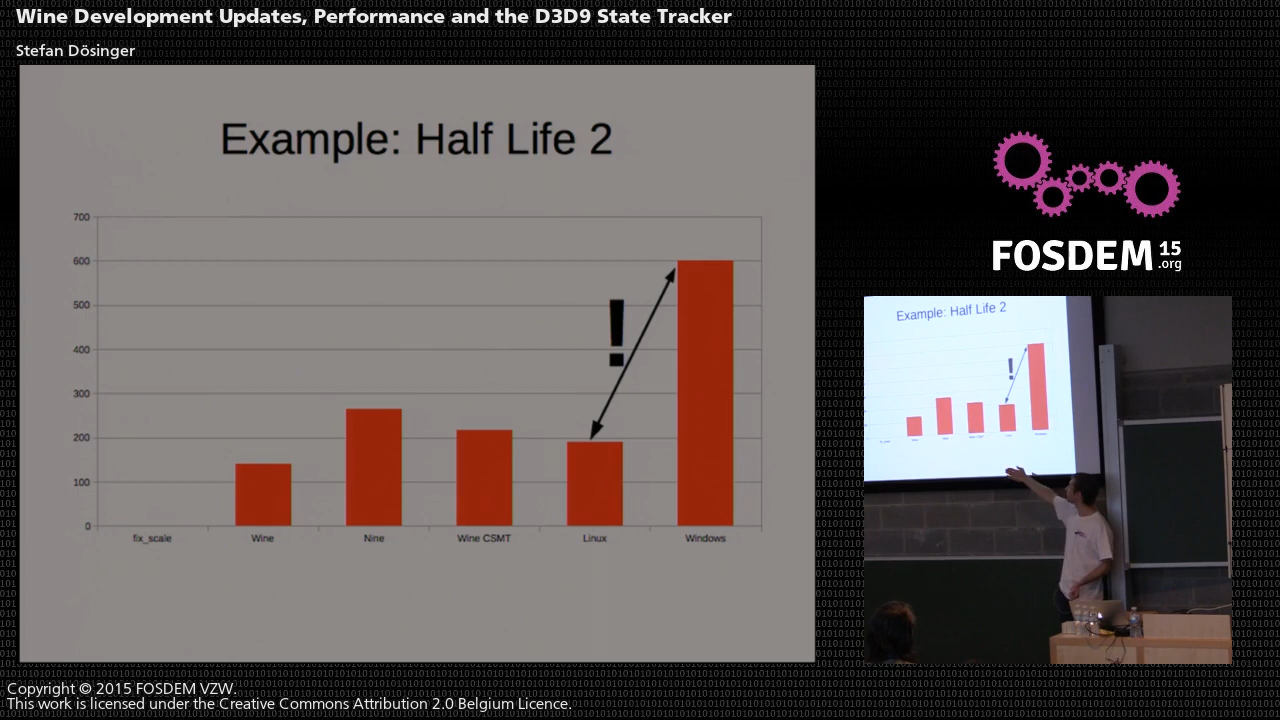 Wine Development Updates, Performance and the D3D9 State Tracker
Stefan Dösinger
Example: Half Life 2
700
600
500
400
300
200
100
0
!
fix_scale Wine Nine Wine CSMT Linux Windows
FOSDEM 15 .org
Example: Half Life 2
!
Copyright © 2015 FOSDEM VZW.
This work is licensed under the Creative Commons Attribution 2.0 Belgium Licence.